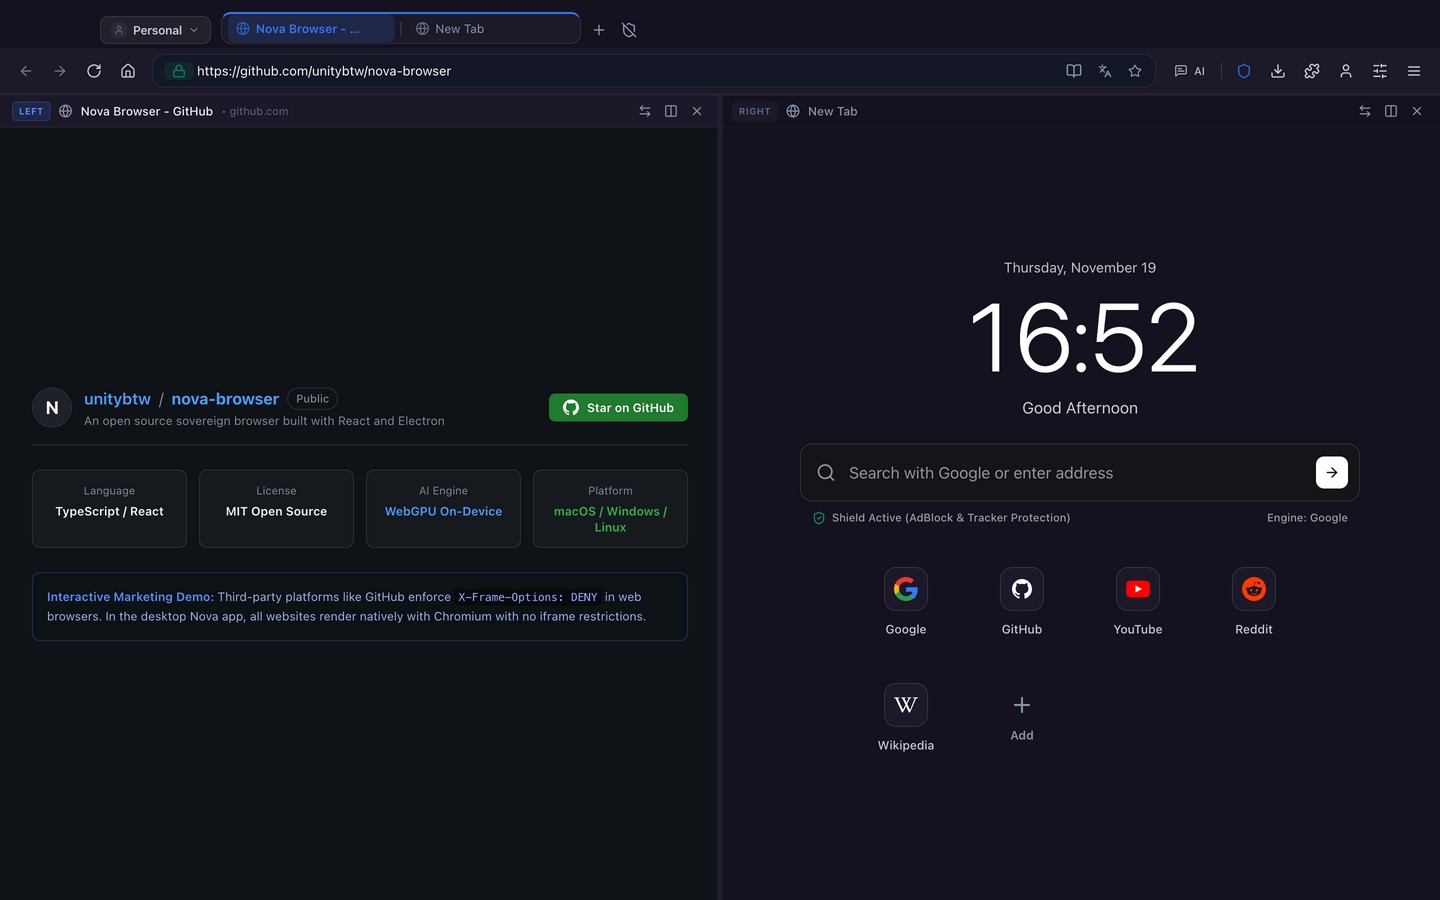 Personal
Nova Browser - ...
New Tab
https://github.com/unitybtw/nova-browser
AI
LEFT
Nova Browser - GitHub
• github.com
RIGHT
New Tab
N
unitybtw / nova-browser
Public
An open source sovereign browser built with React and Electron
Star on GitHub
Language
TypeScript / React
License
MIT Open Source
AI Engine
WebGPU On-Device
Platform
macOS / Windows /
Linux
Interactive Marketing Demo: Third-party platforms like GitHub enforce X-Frame-Options: DENY in web
browsers. In the desktop Nova app, all websites render natively with Chromium with no iframe restrictions.
Thursday, November 19
16:52
Good Afternoon
Search with Google or enter address
Shield Active (AdBlock & Tracker Protection)
Engine: Google
Google
GitHub
YouTube
Reddit
W
Wikipedia
Add